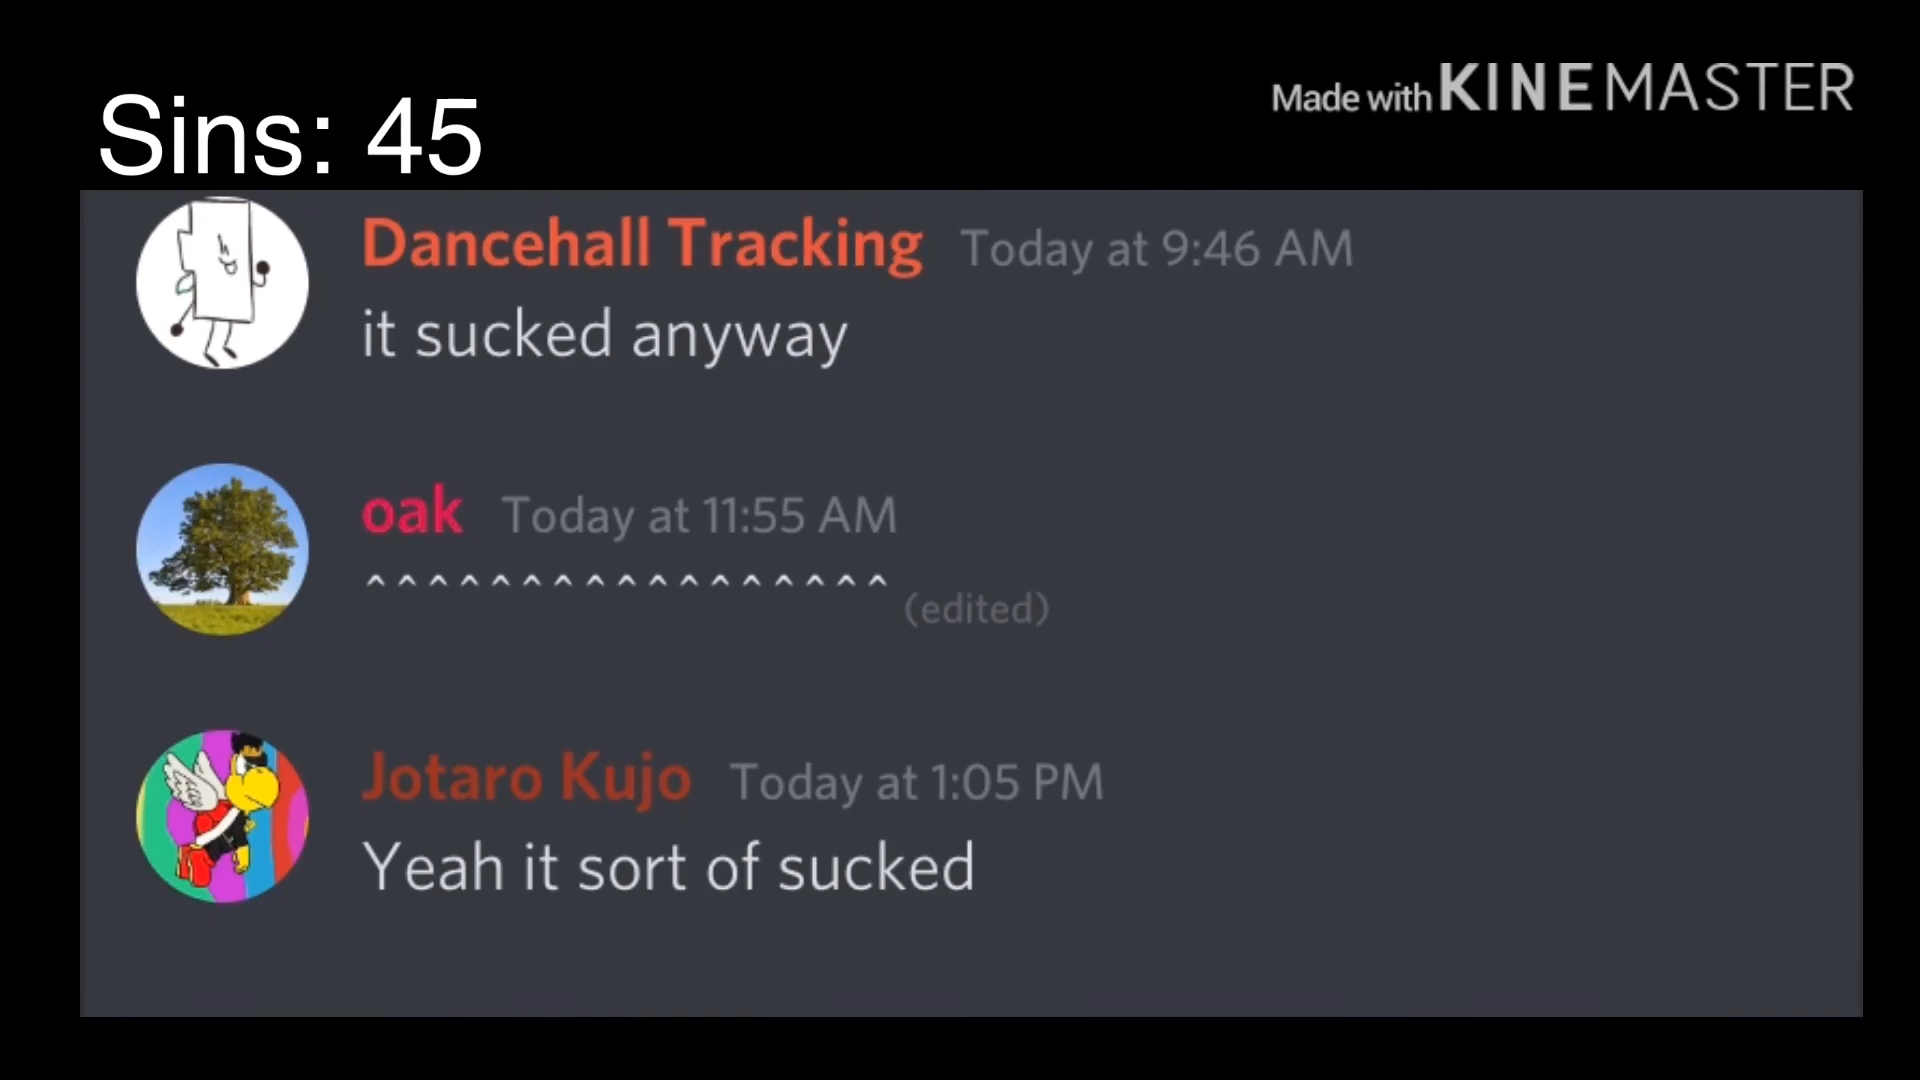 Made with KINEMASTER
Sins: 45
Dancehall Tracking Today at 9:46 AM
it sucked anyway
oak Today at 11:55 AM
^^^^^^^^^^^^^^^^^ (edited)
Jotaro Kujo Today at 1:05 PM
Yeah it sort of sucked